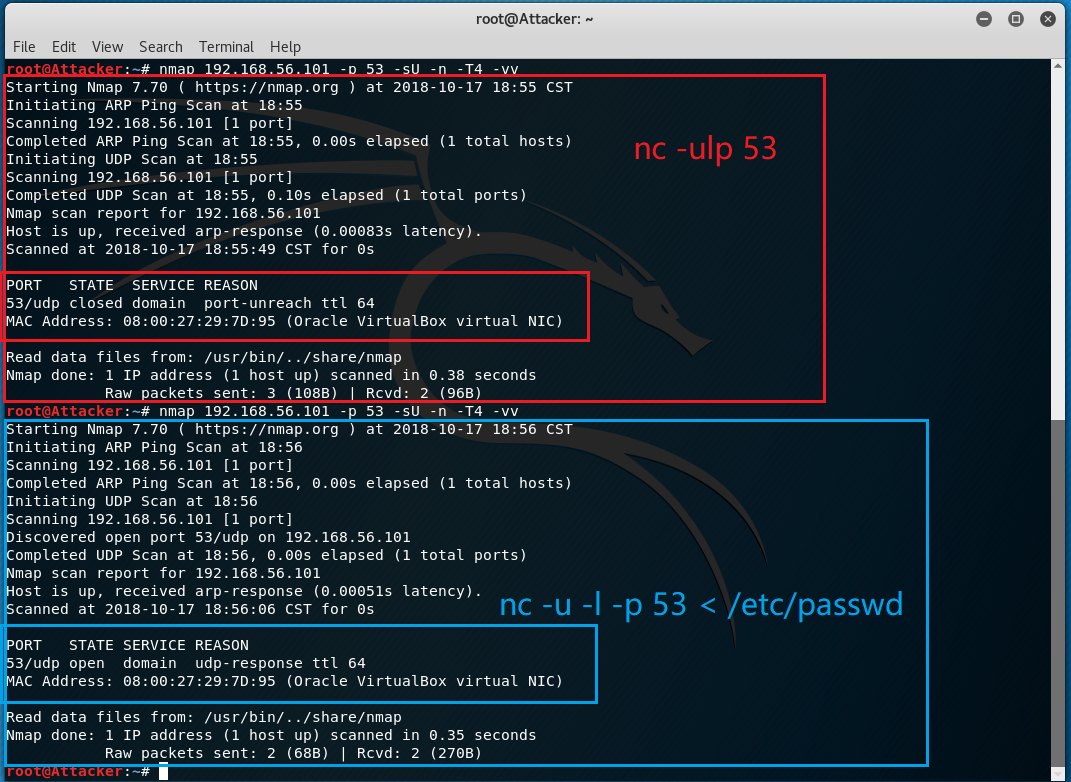 root@Attacker: ~
File Edit View Search Terminal Help
root@Attacker:~# nmap 192.168.56.101 -p 53 -sU -n -T4 -vv
Starting Nmap 7.70 ( https://nmap.org ) at 2018-10-17 18:55 CST
Initiating ARP Ping Scan at 18:55
Scanning 192.168.56.101 [1 port]
Completed ARP Ping Scan at 18:55, 0.00s elapsed (1 total hosts)
nc -ulp 53
Initiating UDP Scan at 18:55
Scanning 192.168.56.101 [1 port]
Completed UDP Scan at 18:55, 0.10s elapsed (1 total ports)
Nmap scan report for 192.168.56.101
Host is up, received arp-response (0.00083s latency).
Scanned at 2018-10-17 18:55:49 CST for 0s
PORT   STATE  SERVICE REASON
53/udp closed domain  port-unreach ttl 64
MAC Address: 08:00:27:29:7D:95 (Oracle VirtualBox virtual NIC)
Read data files from: /usr/bin/../share/nmap
Nmap done: 1 IP address (1 host up) scanned in 0.38 seconds
Raw packets sent: 3 (108B) | Rcvd: 2 (96B)
root@Attacker:~# nmap 192.168.56.101 -p 53 -sU -n -T4 -vv
Starting Nmap 7.70 ( https://nmap.org ) at 2018-10-17 18:56 CST
Initiating ARP Ping Scan at 18:56
Scanning 192.168.56.101 [1 port]
Completed ARP Ping Scan at 18:56, 0.00s elapsed (1 total hosts)
Initiating UDP Scan at 18:56
Scanning 192.168.56.101 [1 port]
Discovered open port 53/udp on 192.168.56.101
Completed UDP Scan at 18:56, 0.00s elapsed (1 total ports)
Nmap scan report for 192.168.56.101
Host is up, received arp-response (0.00051s latency).
Scanned at 2018-10-17 18:56:06 CST for 0s
nc -u -l -p 53 < /etc/passwd
PORT   STATE SERVICE REASON
53/udp open  domain  udp-response ttl 64
MAC Address: 08:00:27:29:7D:95 (Oracle VirtualBox virtual NIC)
Read data files from: /usr/bin/../share/nmap
Nmap done: 1 IP address (1 host up) scanned in 0.35 seconds
Raw packets sent: 2 (68B) | Rcvd: 2 (270B)
root@Attacker:~#